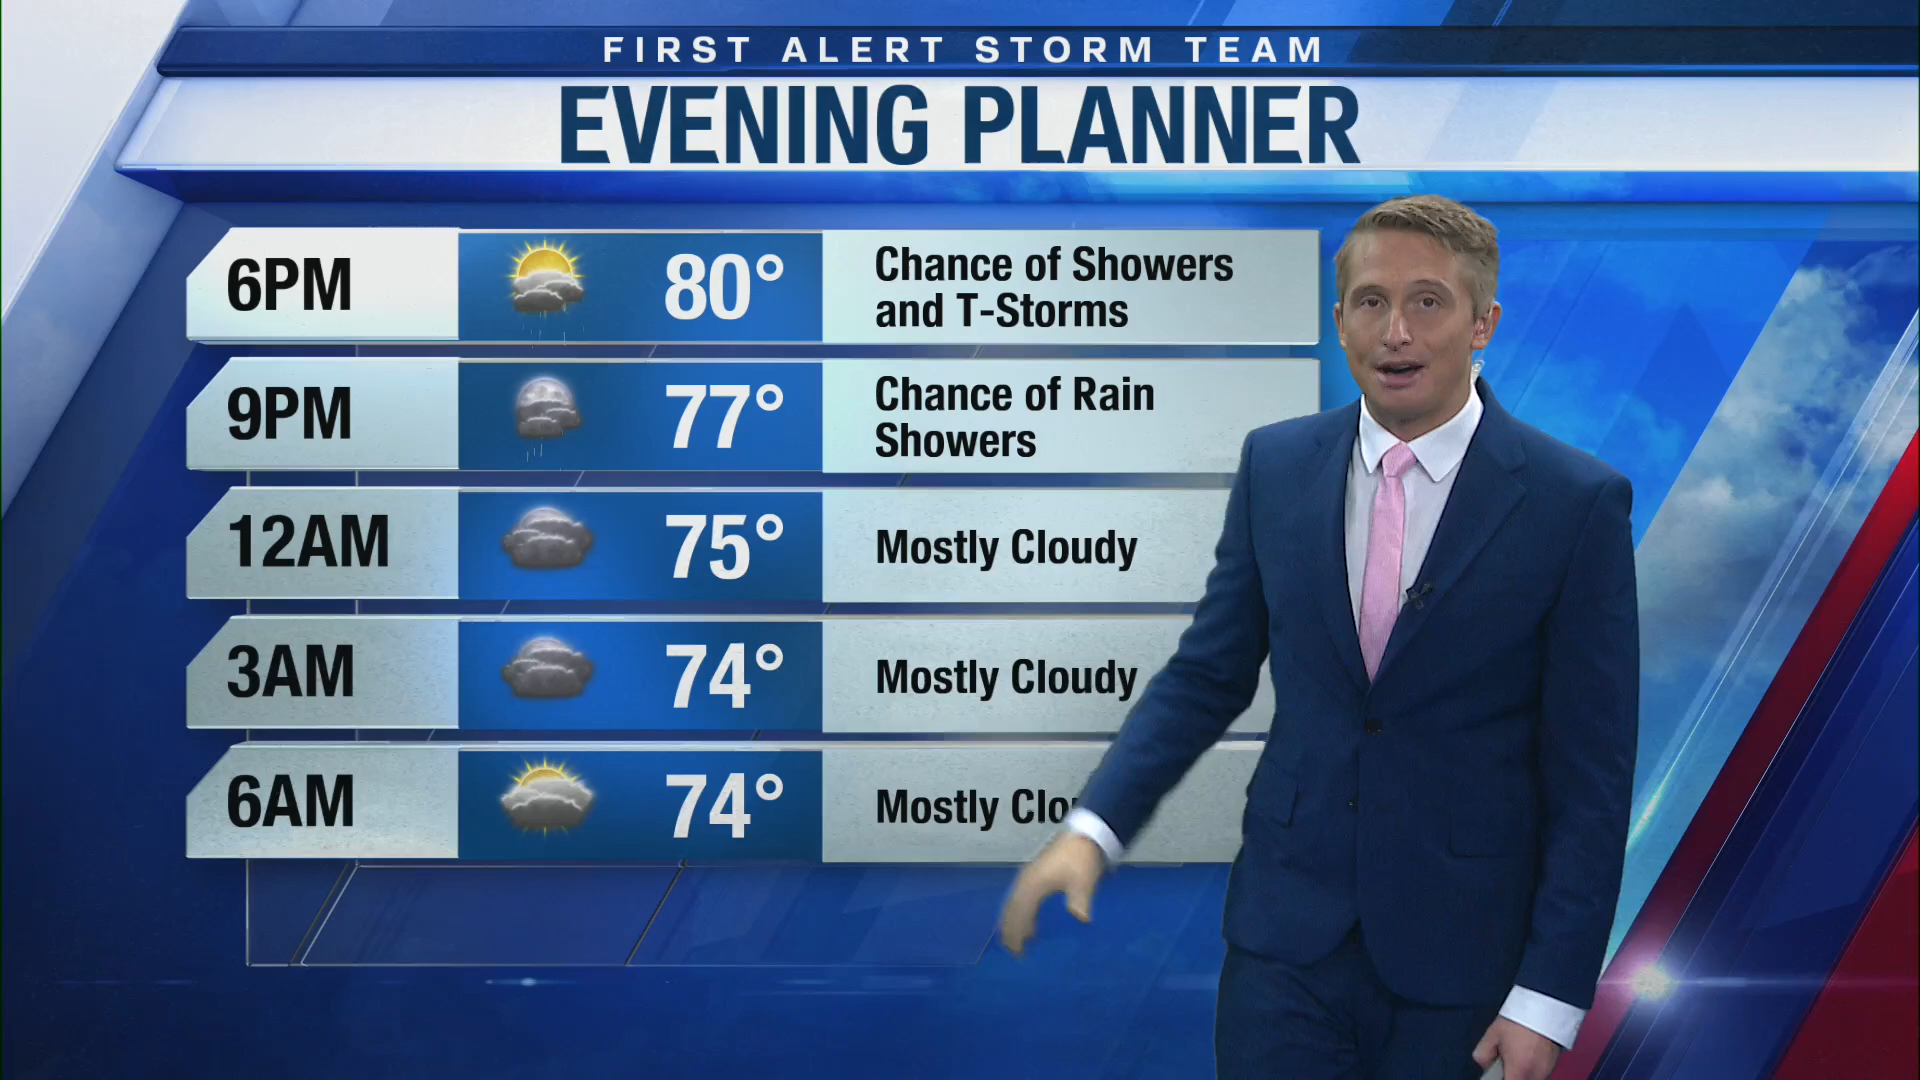 FIRST ALERT STORM TEAM
EVENING PLANNER
6PM 80° Chance of Showers
and T-Storms
9PM 77° Chance of Rain
Showers
12AM 75° Mostly Cloudy
3AM 74° Mostly Cloudy
6AM 74° Mostly